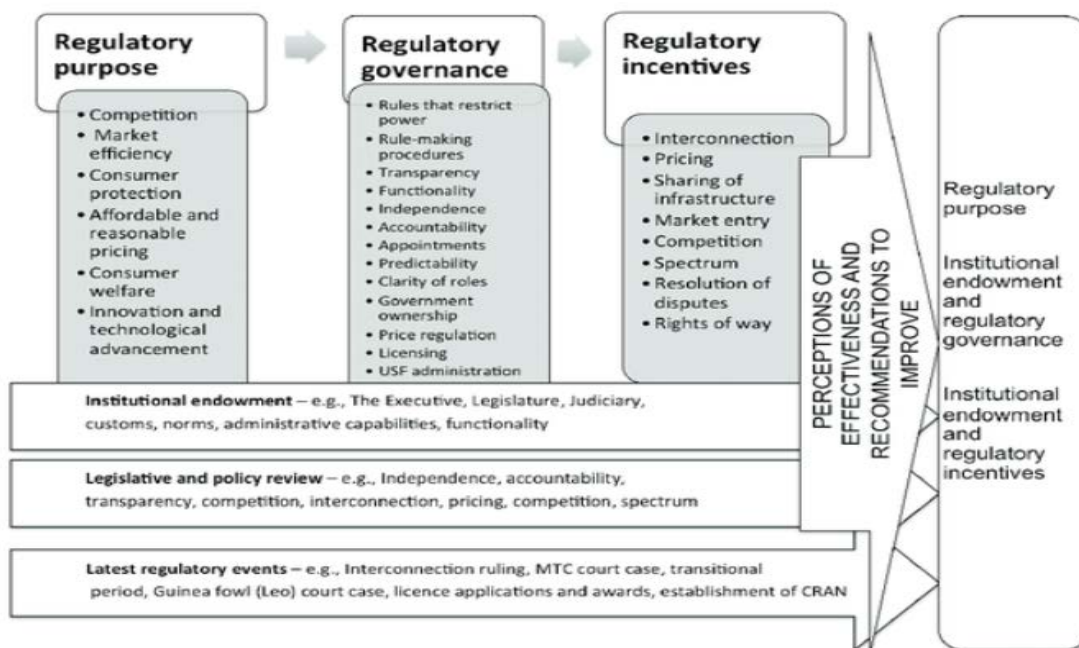 Regulatory
purpose
• Competition
• Market
efficiency
• Consumer
protection
• Affordable and
reasonable
pricing
• Consumer
welfare
• Innovation and
technological
advancement
Regulatory
governance
• Rules that restrict
power
• Rule-making
procedures
• Transparency
• Functionality
• Independence
• Accountability
• Appointments
• Predictability
• Clarity of roles
• Government
ownership
• Price regulation
• Licensing
• USF administration
Regulatory
incentives
• Interconnection
• Pricing
• Sharing of
infrastructure
• Market entry
• Competition
• Spectrum
• Resolution of
disputes
• Rights of way
Institutional endowment – e.g., The Executive, Legislature, Judiciary,
customs, norms, administrative capabilities, functionality
Legislative and policy review – e.g., Independence, accountability,
transparency, competition, interconnection, pricing, competition, spectrum
Latest regulatory events – e.g., Interconnection ruling, MTC court case, transitional
period, Guinea fowl (Leo) court case, licence applications and awards, establishment of CRAN
PERCEPTIONS OF
EFFECTIVENESS AND
RECOMMENDATIONS TO
IMPROVE
Regulatory
purpose
Institutional
endowment
and
regulatory
governance
Institutional
endowment
and
regulatory
incentives